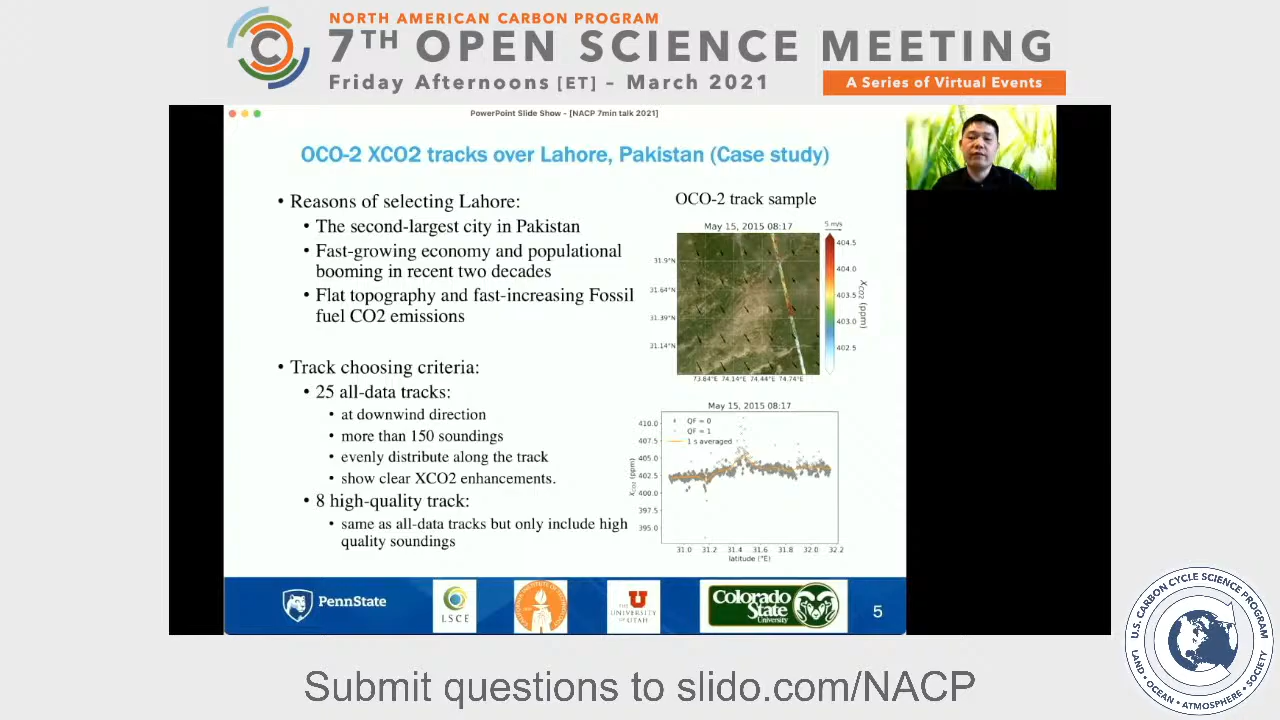 NORTH AMERICAN CARBON PROGRAM
7TH OPEN SCIENCE MEETING
Friday Afternoons [ET] – March 2021
A Series of Virtual Events
PowerPoint Slide Show - [NACP 7min talk 2021]
OCO-2 XCO2 tracks over Lahore, Pakistan (Case study)
• Reasons of selecting Lahore:
• The second-largest city in Pakistan
• Fast-growing economy and populational
booming in recent two decades
• Flat topography and fast-increasing Fossil
fuel CO2 emissions
• Track choosing criteria:
• 25 all-data tracks:
• at downwind direction
• more than 150 soundings
• evenly distribute along the track
• show clear XCO2 enhancements.
• 8 high-quality track:
• same as all-data tracks but only include high
quality soundings
OCO-2 track sample
May 15, 2015 08:17
5 m/s
31.9°N
31.64°N
31.39°N
31.14°N
73.84°E 74.14°E 74.44°E 74.74°E
404.5
404.0
403.5
403.0
402.5
XCO2 (ppm)
May 15, 2015 08:17
QF = 0
QF = 1
1 s averaged
410.0
407.5
405.0
402.5
400.0
397.5
395.0
XCO2 (ppm)
31.0 31.2 31.4 31.6 31.8 32.0 32.2
latitude (°E)
PennState
LSCE
THE
UNIVERSITY
OF UTAH
Colorado
State
University
5
U.S. CARBON CYCLE SCIENCE PROGRAM
LAND • OCEAN • ATMOSPHERE • SOCIETY
Submit questions to slido.com/NACP